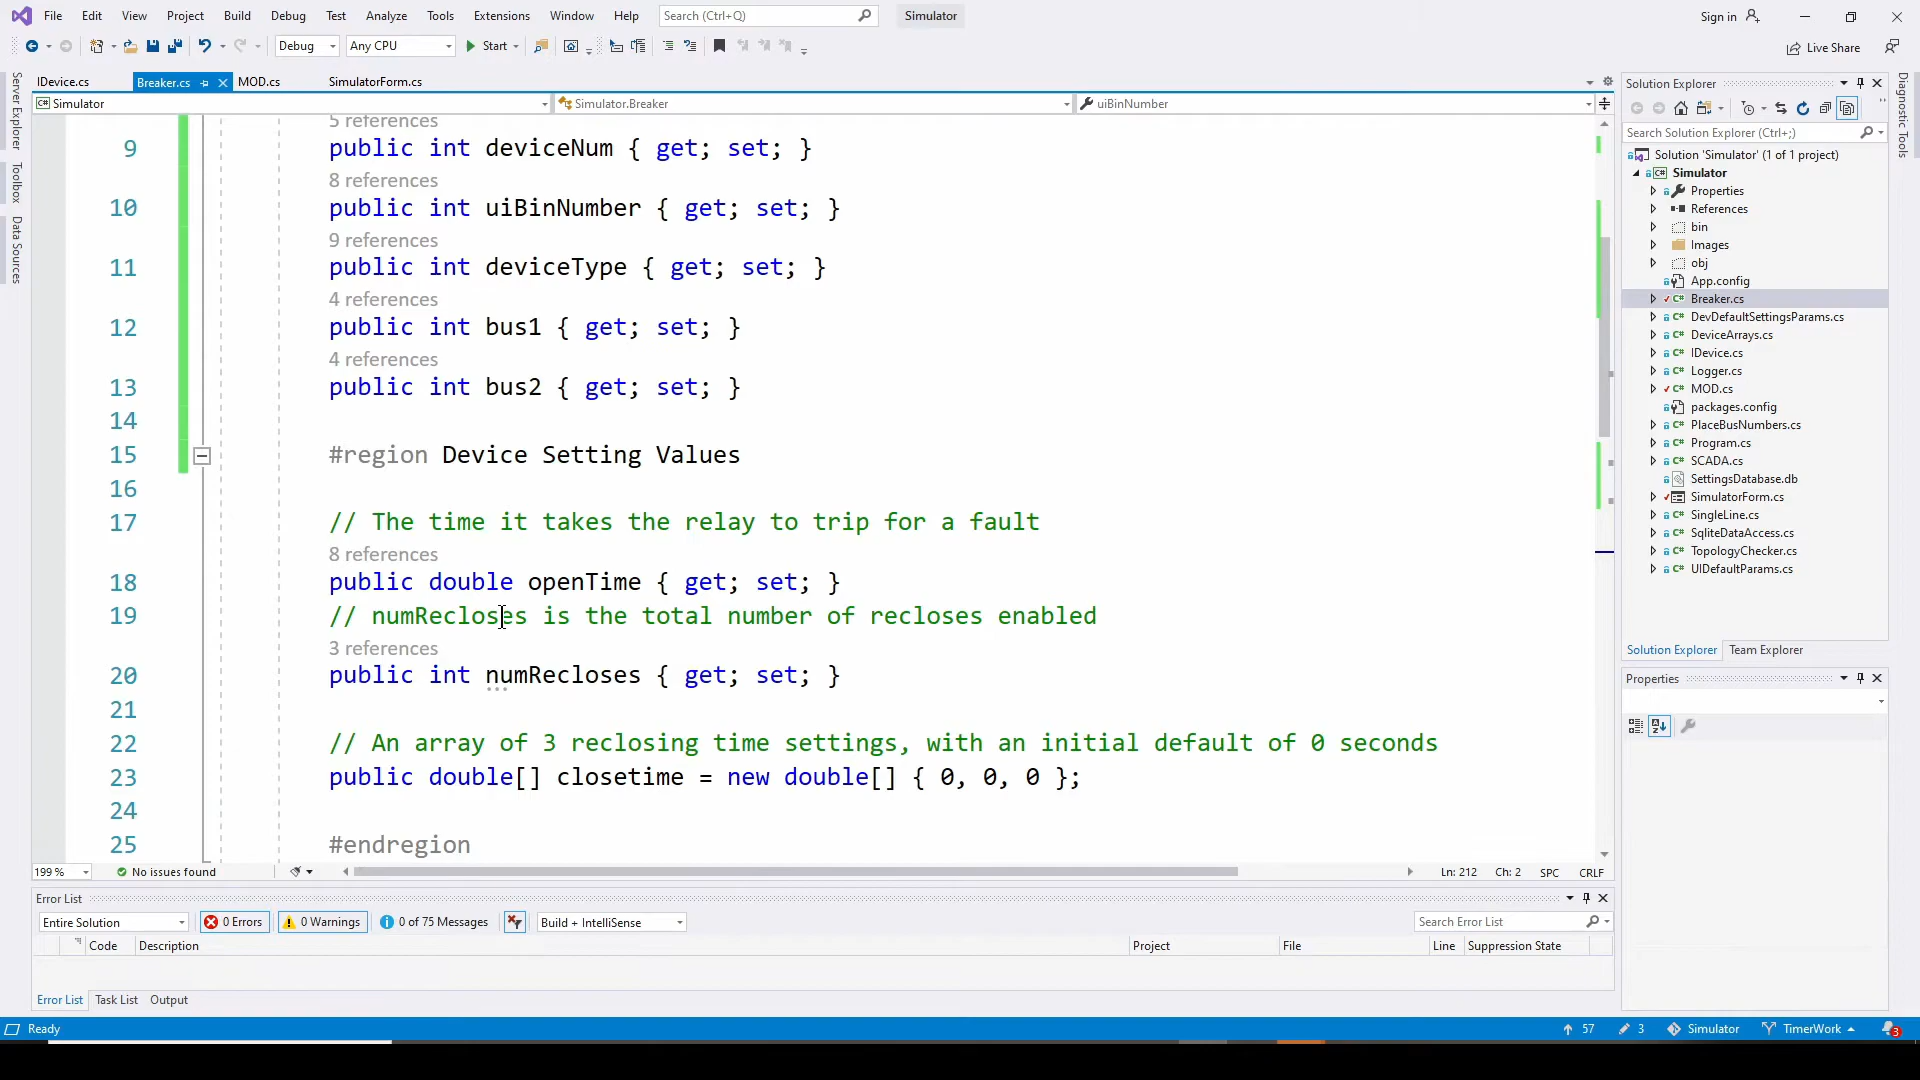 File Edit View Project Build Debug Test Analyze Tools Extensions Window Help Search (Ctrl+Q) Simulator Sign in
Debug Any CPU Start Live Share
IDevice.cs Breaker.cs MOD.cs SimulatorForm.cs
Simulator Simulator.Breaker uiBinNumber
Server Explorer
Toolbox
Data Sources
5 references
9 public int deviceNum { get; set; }
8 references
10 public int uiBinNumber { get; set; }
9 references
11 public int deviceType { get; set; }
4 references
12 public int bus1 { get; set; }
4 references
13 public int bus2 { get; set; }
14
15 #region Device Setting Values
16
17 // The time it takes the relay to trip for a fault
8 references
18 public double openTime { get; set; }
19 // numRecloses is the total number of recloses enabled
3 references
20 public int numRecloses { get; set; }
21
22 // An array of 3 reclosing time settings, with an initial default of 0 seconds
23 public double[] closetime = new double[] { 0, 0, 0 };
24
25 #endregion
199 % No issues found Ln: 212 Ch: 2 SPC CRLF
Error List
Entire Solution 0 Errors 0 Warnings 0 of 75 Messages Build + IntelliSense Search Error List
Code Description Project File Line Suppression State
Error List Task List Output
Solution Explorer
Search Solution Explorer (Ctrl+;)
Solution 'Simulator' (1 of 1 project)
C# Simulator
Properties
References
bin
Images
obj
App.config
C# Breaker.cs
C# DevDefaultSettingsParams.cs
C# DeviceArrays.cs
C# IDevice.cs
C# Logger.cs
C# MOD.cs
packages.config
C# PlaceBusNumbers.cs
C# Program.cs
C# SCADA.cs
SettingsDatabase.db
SimulatorForm.cs
C# SingleLine.cs
C# SqliteDataAccess.cs
C# TopologyChecker.cs
C# UIDefaultParams.cs
Solution Explorer Team Explorer
Properties
Diagnostic Tools
Ready 57 3 Simulator TimerWork 3